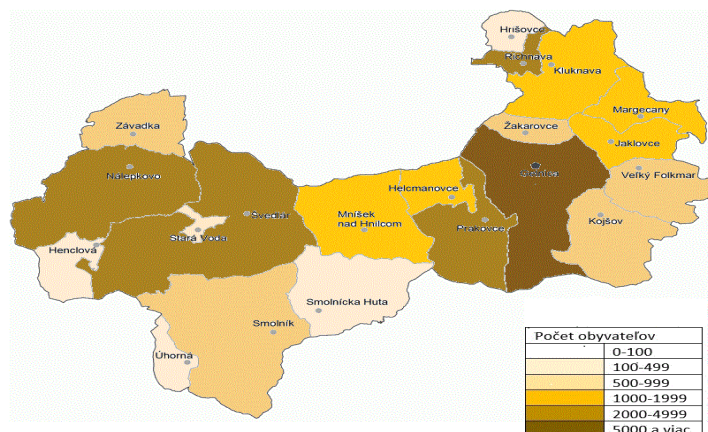 Hrišovce
Richnava
Kluknava
Margecany
Závadka
Žakarovce
Jaklovce
Nálepkovo
Veľký Folkmar
Helcmanovce
Švedlár
Mníšek
nad Hnilcom
Kojšov
Prakovce
Stará Voda
Henclová
Smolnícka Huta
Smolník
Úhorná
Počet obyvateľov
0-100
100-499
500-999
1000-1999
2000-4999
5000 a viac